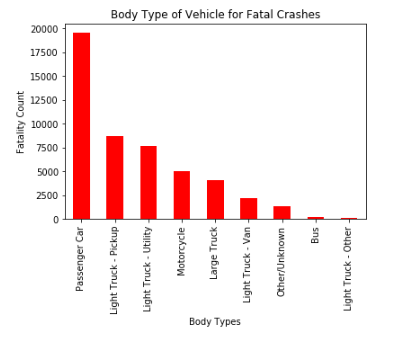 Body Type of Vehicle for Fatal Crashes
20000
17500
15000
12500
10000
7500
5000
2500
0
Fatality Count
Passenger Car
Light Truck - Pickup
Light Truck - Utility
Motorcycle
Large Truck
Light Truck - Van
Other/Unknown
Bus
Light Truck - Other
Body Types